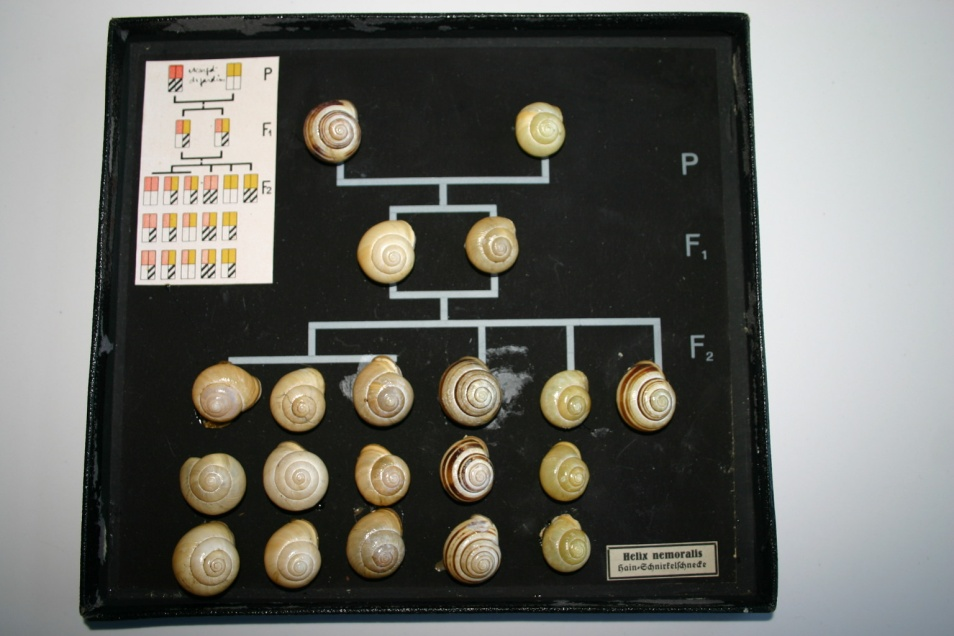 P
F1
F2
P
F1
F2
Helix nemoralis
Hain-Schnirkelschnecke